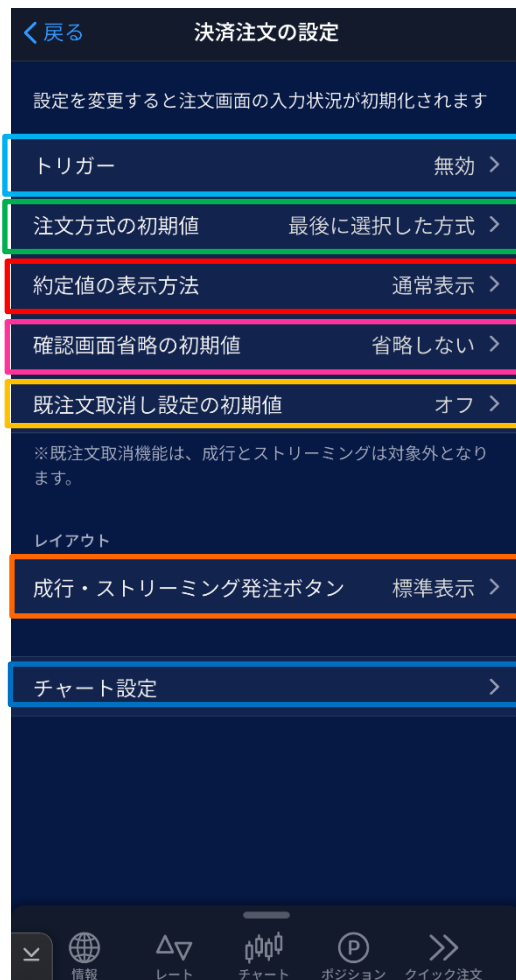 戻る 決済注文の設定
設定を変更すると注文画面の入力状況が初期化されます
トリガー 無効
注文方式の初期値 最後に選択した方式
約定値の表示方法 通常表示
確認画面省略の初期値 省略しない
既注文取消し設定の初期値 オフ
※既注文取消機能は、成行とストリーミングは対象外となり
ます。
レイアウト
成行・ストリーミング発注ボタン 標準表示
チャート設定
情報 レート チャート P ポジション クイック注文